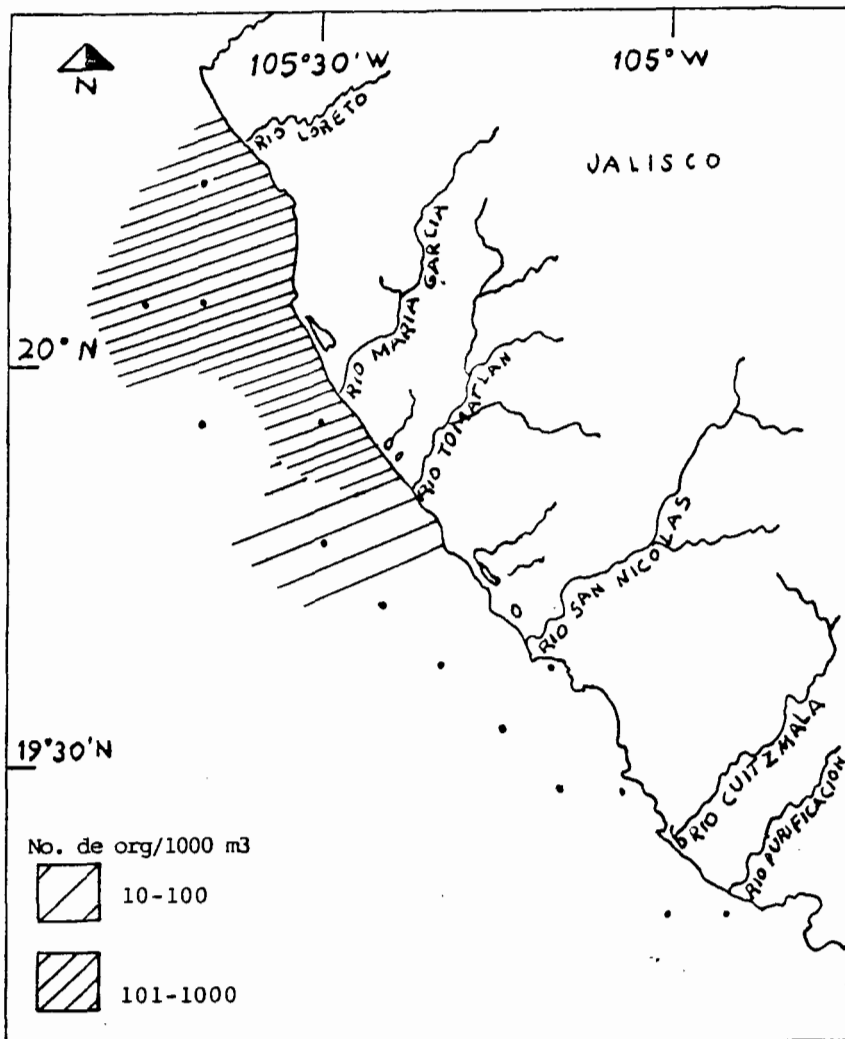 105°30'W
105°W
N
RIO LORETO
JALISCO
RIO MARIA GARCIA
20°N
RIO TOMATLAN
RIO SAN NICOLAS
19°30'N
RIO CUITZMALA
RIO PURIFICACION
No. de org/1000 m3
10-100
101-1000